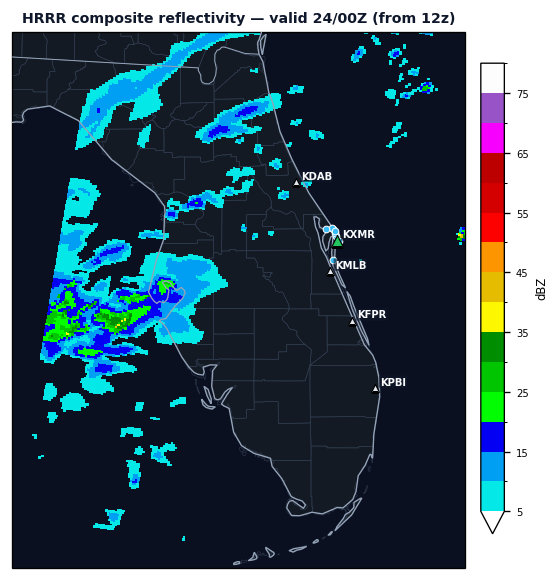 HRRR composite reflectivity — valid 24/00Z (from 12z)
KDAB
KXMR
KMLB
KFPR
KPBI
75
65
55
45
35
25
15
5
dBZ